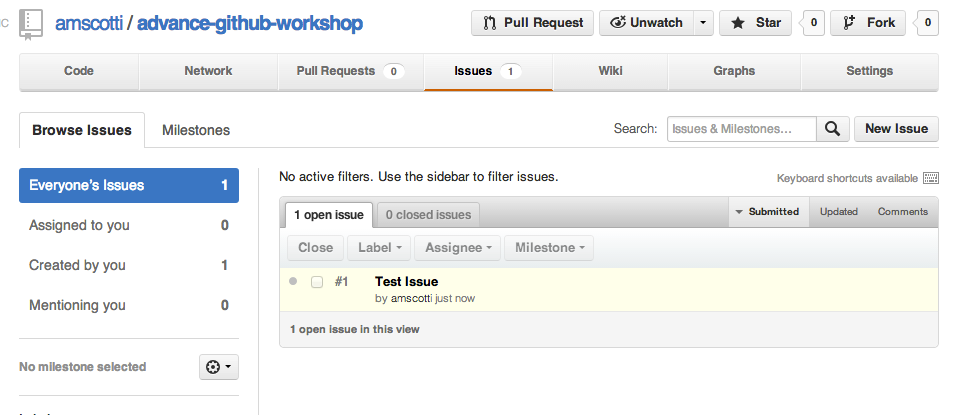 IC
amscotti / advance-github-workshop
Pull Request Unwatch Star 0 Fork 0
Code Network Pull Requests 0 Issues 1 Wiki Graphs Settings
Browse Issues Milestones Search: Issues & Milestones... New Issue
Everyone's Issues 1
Assigned to you 0
Created by you 1
Mentioning you 0
No milestone selected
No active filters. Use the sidebar to filter issues. Keyboard shortcuts available
1 open issue 0 closed issues Submitted Updated Comments
Close Label Assignee Milestone
#1 Test Issue
by amscotti just now
1 open issue in this view